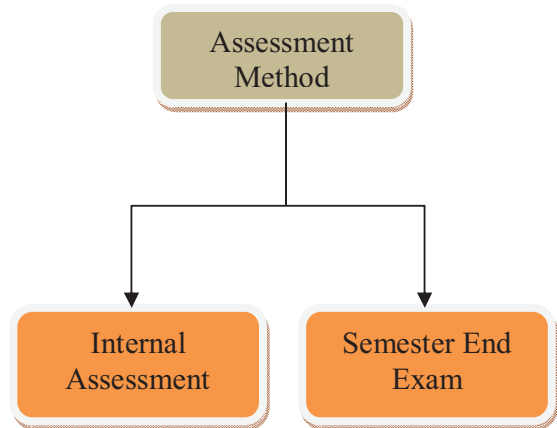 Assessment
Method
Internal
Assessment
Semester End
Exam